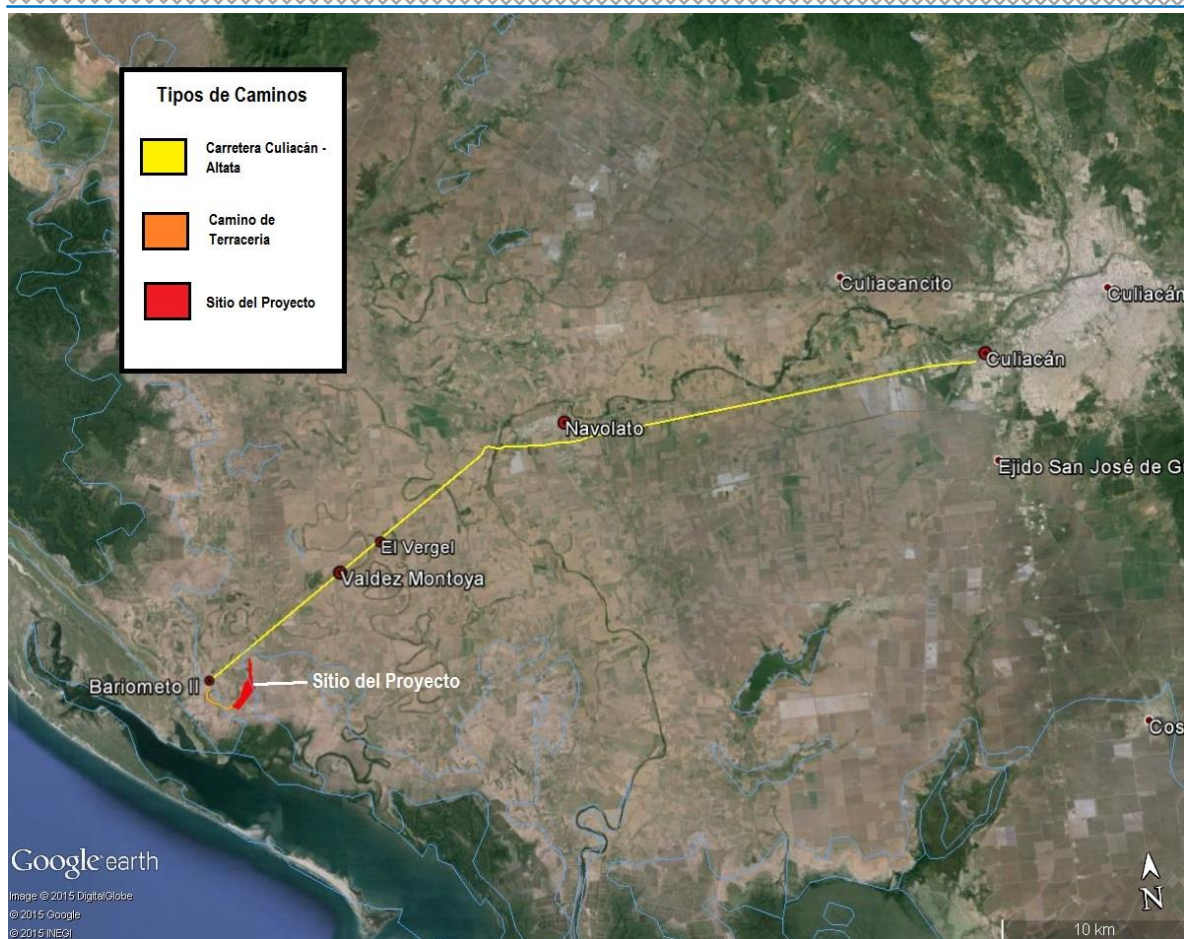 Tipos de Caminos
Carretera Culiacán -
Altata
Camino de
Terraceria
Sitio del Proyecto
Culiacancito
Culiacán
Culiacán
Navolato
Ejido San José de G
El Vergel
Valdez Montoya
Bariometo II
Sitio del Proyecto
Cos
Google earth
Image © 2015 DigitalGlobe
© 2015 Google
© 2015 INEGI
N
10 km